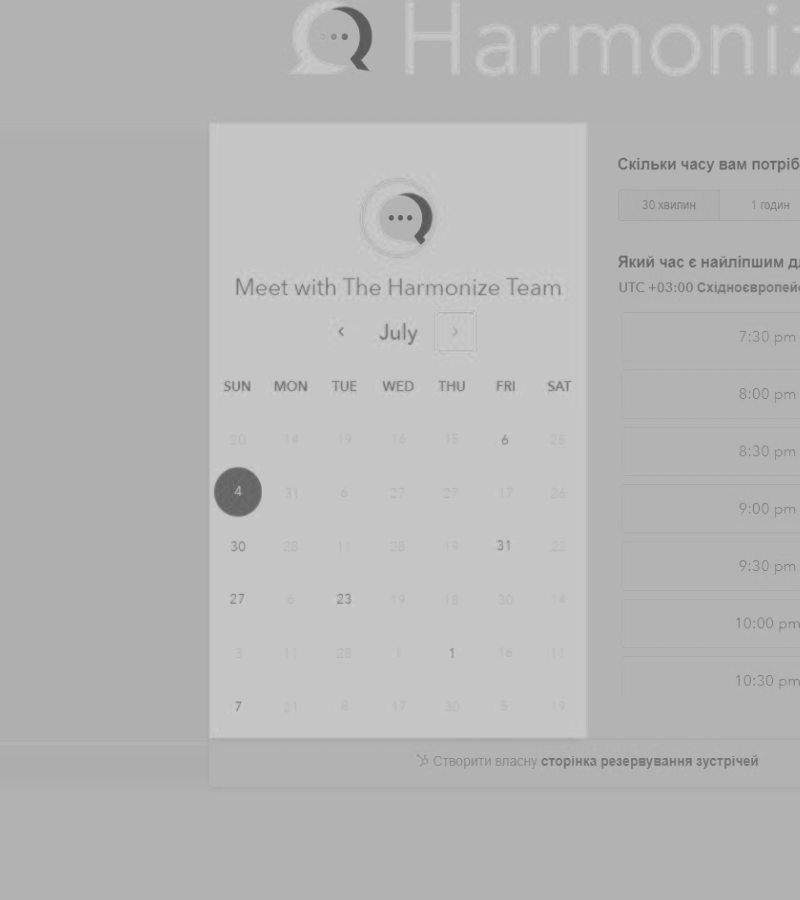 Harmoniz
Meet with The Harmonize Team
July
SUN MON TUE WED THU FRI SAT
20 14 19 16 15 6 25
4 31 6 27 27 17 26
30 28 11 28 19 31 22
27 6 23 19 18 30 14
3 11 28 1 1 16 11
7 21 8 17 30 5 19
Скільки часу вам потріб
30 хвилин 1 годин
Який час є найліпшим д
UTC +03:00 Східноєвропей
7:30 pm
8:00 pm
8:30 pm
9:00 pm
9:30 pm
10:00 pm
10:30 pm
Створити власну сторінка резервування зустрічей